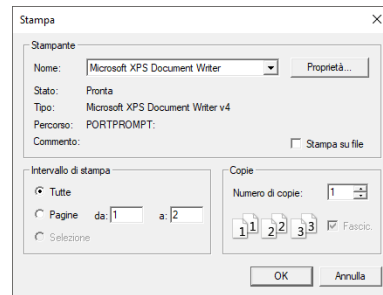 Stampa
Stampante
Nome: Microsoft XPS Document Writer Proprietà...
Stato: Pronta
Tipo: Microsoft XPS Document Writer v4
Percorso: PORTPROMPT:
Commento: Stampa su file
Intervallo di stampa
Tutte
Pagine da: 1 a: 2
Selezione
Copie
Numero di copie: 1
1 1 2 2 3 3 Fascic.
OK Annulla